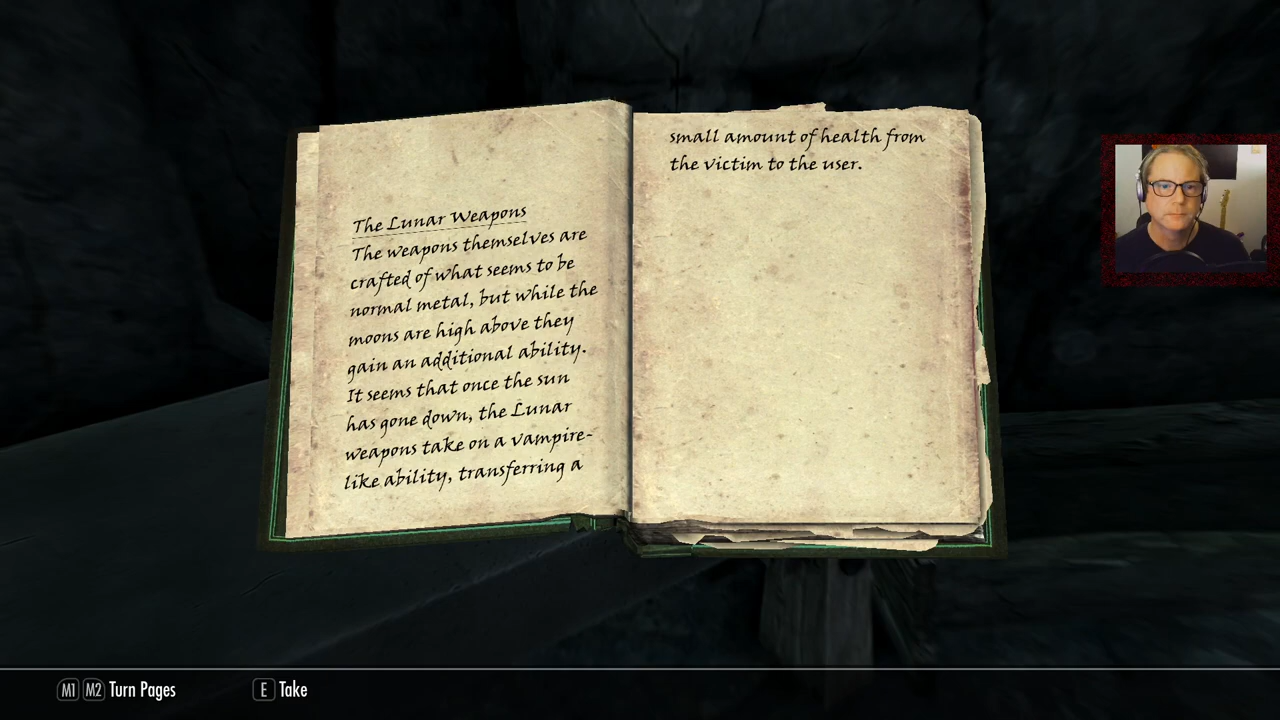 The Lunar Weapons
The weapons themselves are
crafted of what seems to be
normal metal, but while the
moons are high above they
gain an additional ability.
It seems that once the sun
has gone down, the Lunar
weapons take on a vampire-
like ability, transferring a
small amount of health from
the victim to the user.
M1 M2 Turn Pages
E Take